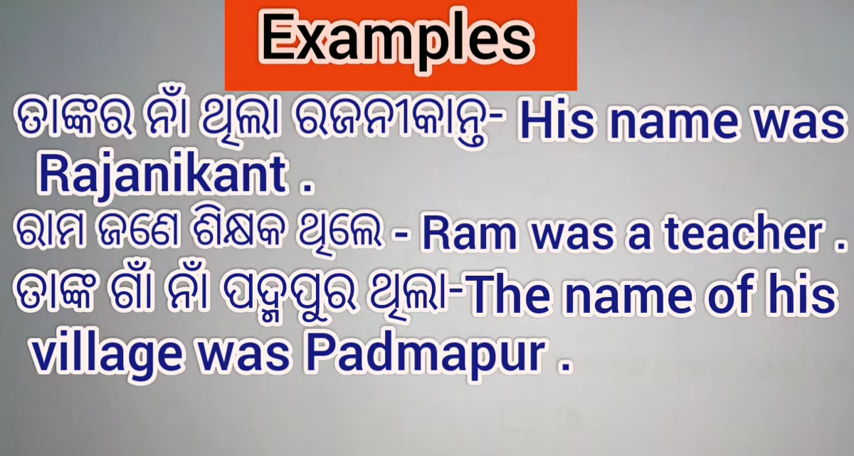 Examples
ତାଙ୍କର ନାଁ ଥିଲା ରଜନୀକାନ୍ତ- His name was
Rajanikant .
ରାମ ଜଣେ ଶିକ୍ଷକ ଥିଲେ - Ram was a teacher .
ତାଙ୍କ ଗାଁ ନାଁ ପଦ୍ମପୁର ଥିଲା-The name of his
village was Padmapur .